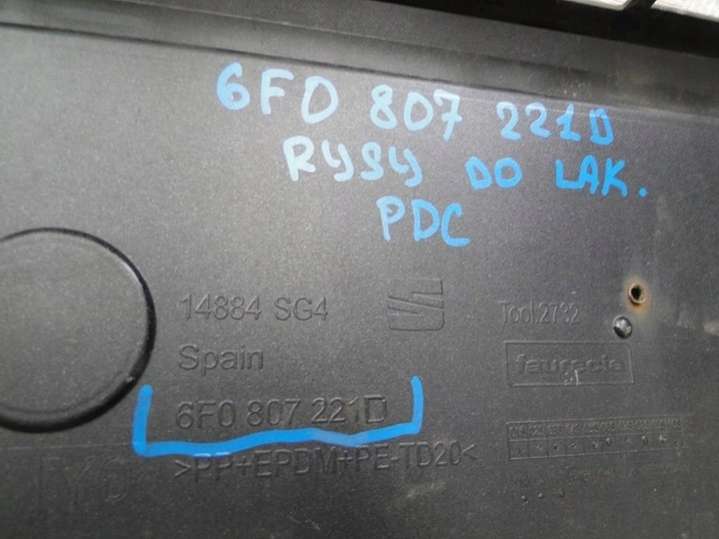 6F0 807 221D
RYSY DO LAK.
PDC
14884 SG4
Tool:2732
Spain
faurecia
6F0 807 221D
>PP+EPDM+PE-TD20<